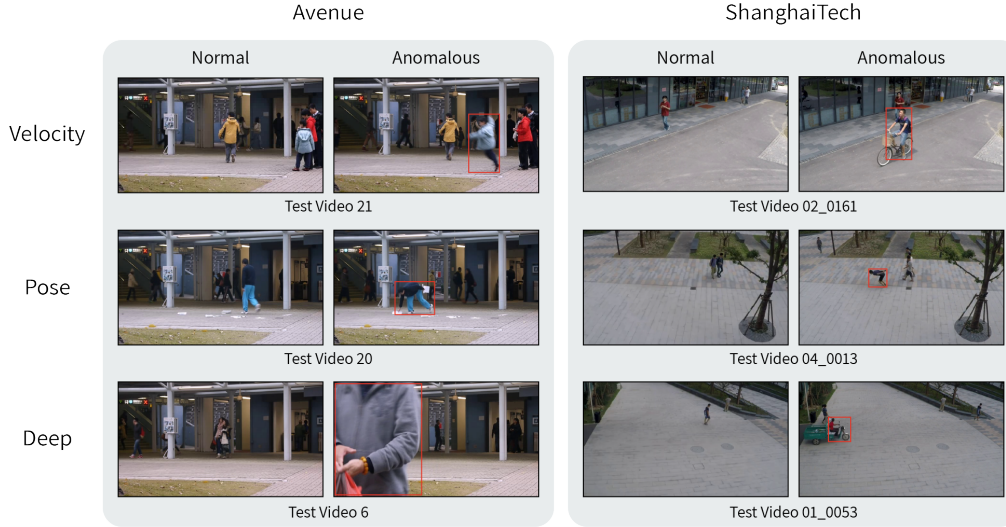 Avenue
ShanghaiTech
Normal
Anomalous
Normal
Anomalous
Velocity
Test Video 21
Test Video 02_0161
Pose
Test Video 20
Test Video 04_0013
Deep
Test Video 6
Test Video 01_0053